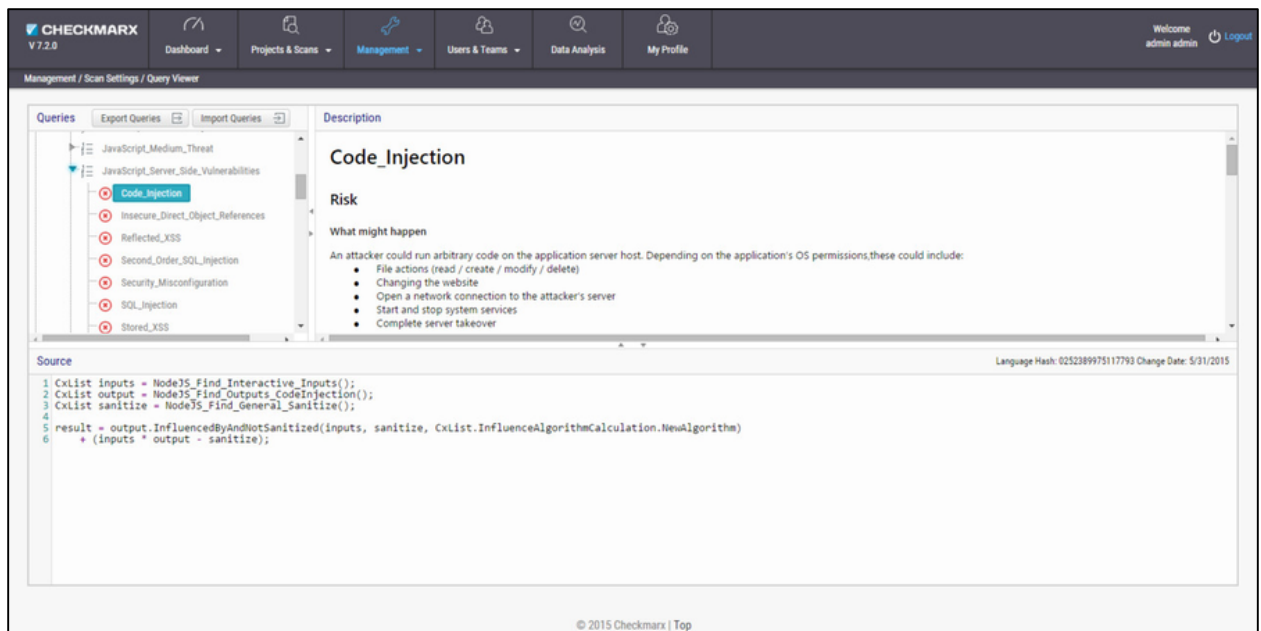 CHECKMARX
V 7.2.0
Dashboard
Projects & Scans
Management
Users & Teams
Data Analysis
My Profile
Welcome
admin admin
Logout
Management / Scan Settings / Query Viewer
Queries
Export Queries
Import Queries
JavaScript_Medium_Threat
JavaScript_Server_Side_Vulnerabilities
Code_Injection
Insecure_Direct_Object_References
Reflected_XSS
Second_Order_SQL_Injection
Security_Misconfiguration
SQL_Injection
Stored_XSS
Description
Code_Injection
Risk
What might happen
An attacker could run arbitrary code on the application server host. Depending on the application's OS permissions,these could include:
● File actions (read / create / modify / delete)
● Changing the website
● Open a network connection to the attacker's server
● Start and stop system services
● Complete server takeover
Source
Language Hash: 0252389975117793 Change Date: 5/31/2015
1 CxList inputs = NodeJS_Find_Interactive_Inputs();
2 CxList output = NodeJS_Find_Outputs_CodeInjection();
3 CxList sanitize = NodeJS_Find_General_Sanitize();
4
5 result = output.InfluencedByAndNotSanitized(inputs, sanitize, CxList.InfluenceAlgorithmCalculation.NewAlgorithm)
6 + (inputs * output - sanitize);
© 2015 Checkmarx | Top